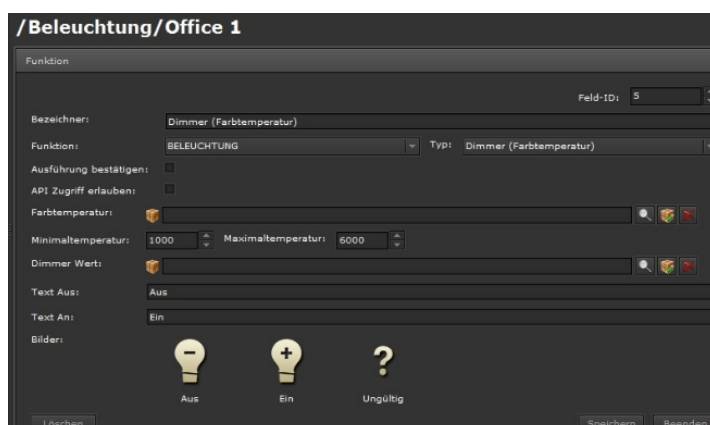 /Beleuchtung/Office 1
Funktion
Feld-ID: 5
Bezeichner: Dimmer (Farbtemperatur)
Funktion: BELEUCHTUNG Typ: Dimmer (Farbtemperatur)
Ausführung bestätigen:
API Zugriff erlauben:
Farbtemperatur:
Minimaltemperatur: 1000 Maximaltemperatur: 6000
Dimmer Wert:
Text Aus: Aus
Text An: Ein
Bilder:
Aus Ein Ungültig
Löschen Speichern Beenden